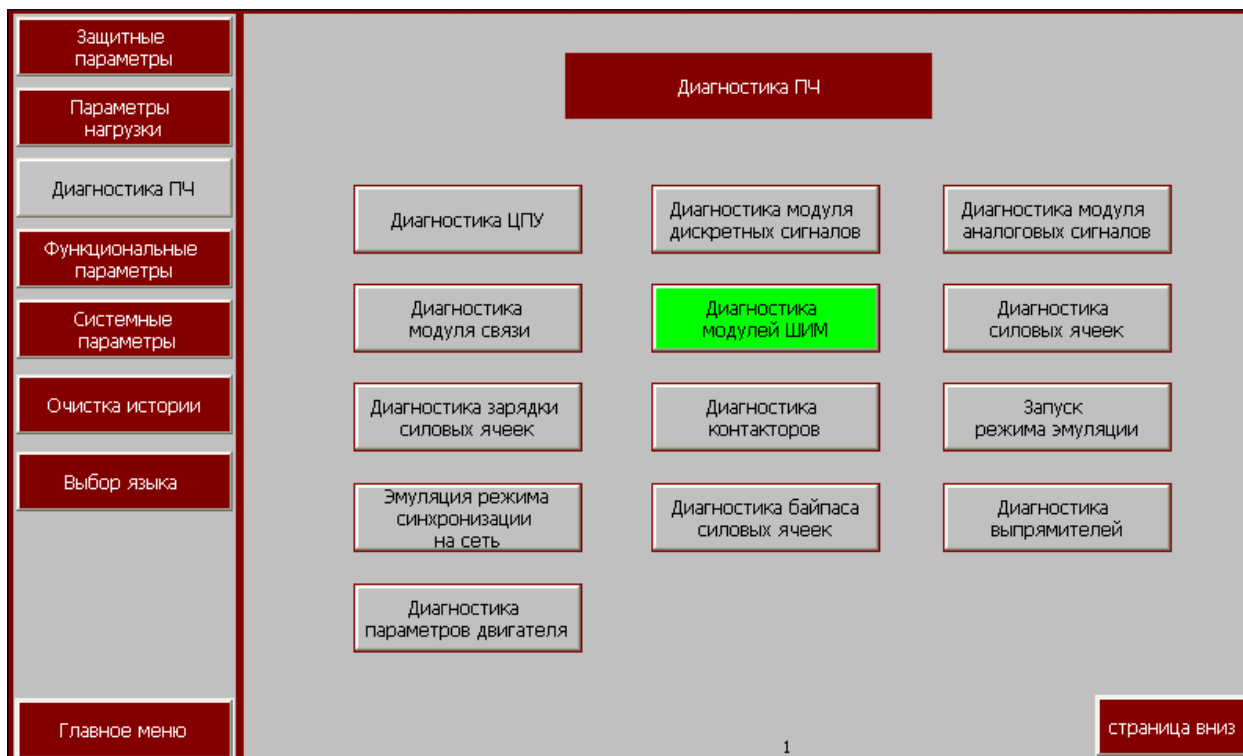 Защитные
параметры
Параметры
нагрузки
Диагностика ПЧ
Функциональные
параметры
Системные
параметры
Очистка истории
Выбор языка
Главное меню
Диагностика ПЧ
Диагностика ЦПУ
Диагностика модуля
дискретных сигналов
Диагностика модуля
аналоговых сигналов
Диагностика
модуля связи
Диагностика
модулей ШИМ
Диагностика
силовых ячеек
Диагностика зарядки
силовых ячеек
Диагностика
контакторов
Запуск
режима эмуляции
Эмуляция режима
синхронизации
на сеть
Диагностика байпаса
силовых ячеек
Диагностика
выпрямителей
Диагностика
параметров двигателя
страница вниз
1